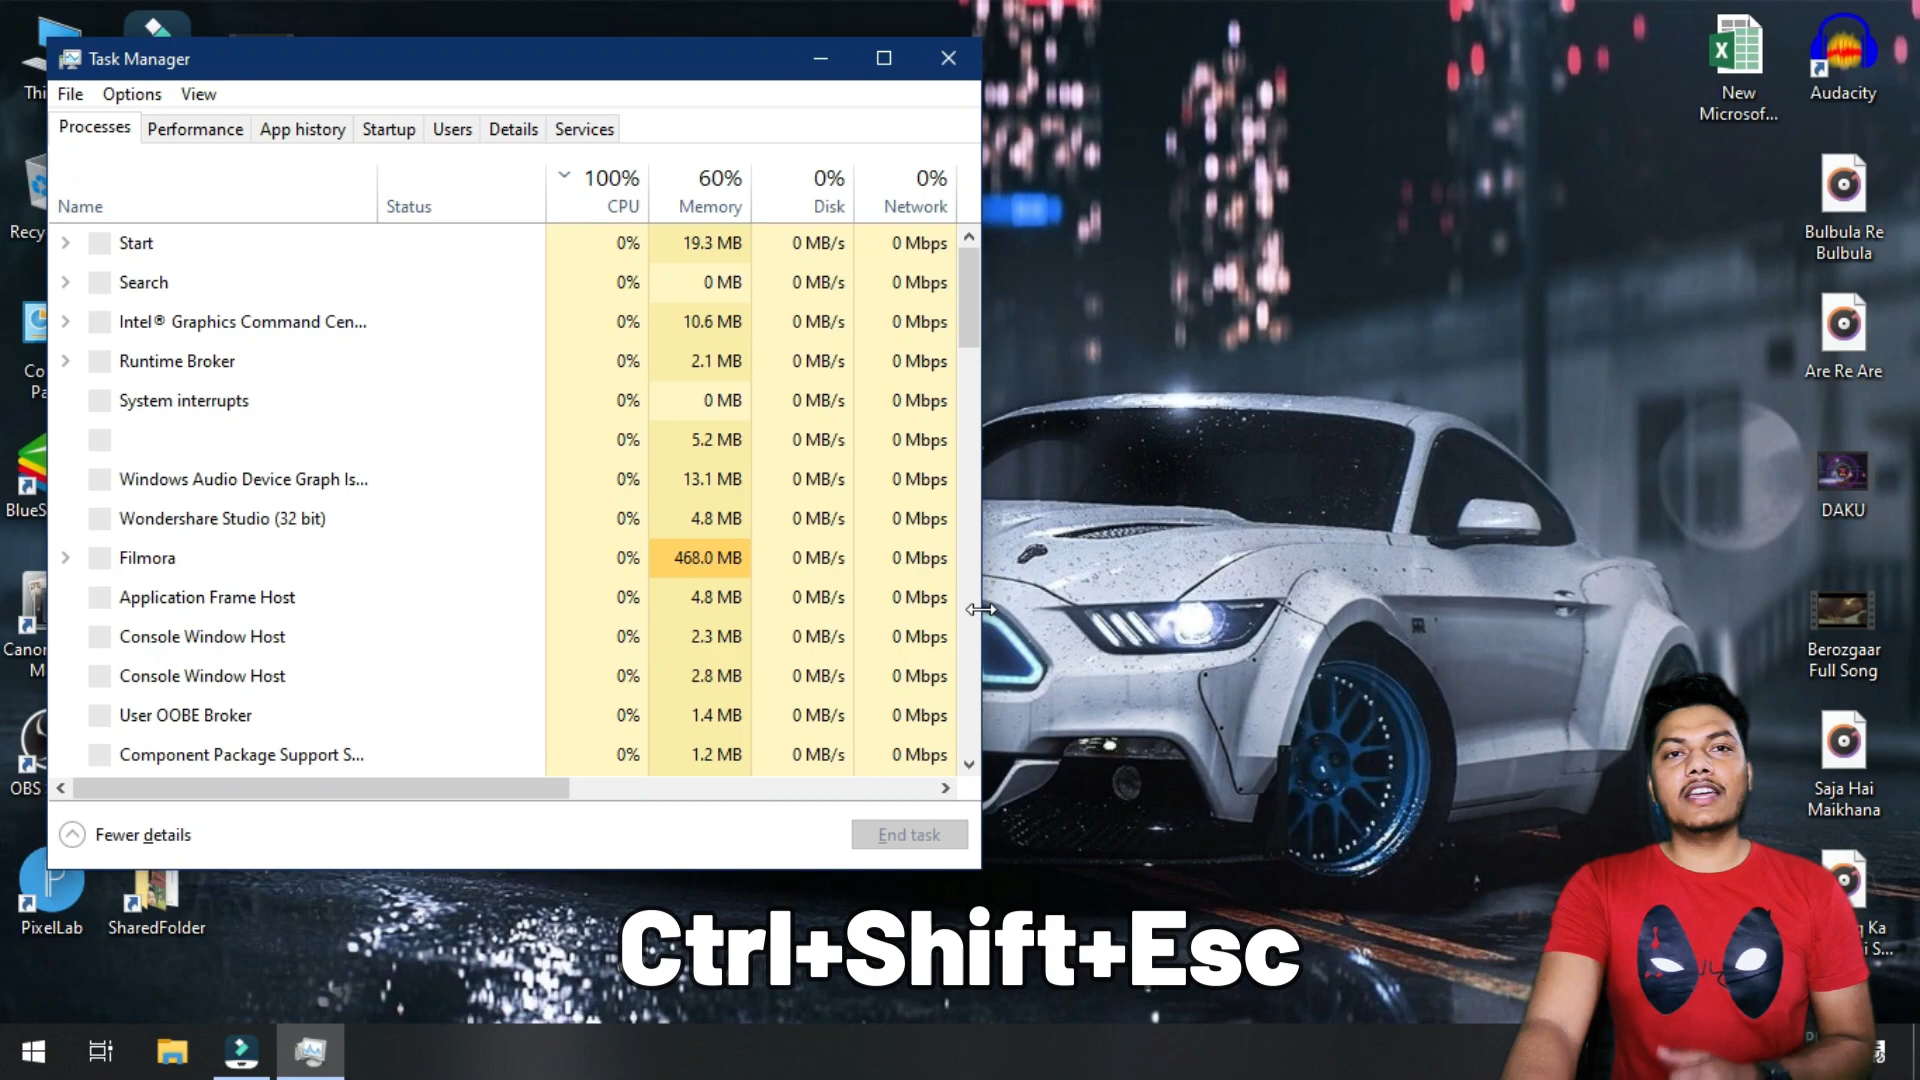 Task Manager
File Options View
Processes Performance App history Startup Users Details Services
100% 60% 0% 0%
Name Status CPU Memory Disk Network
Start 0% 19.3 MB 0 MB/s 0 Mbps
Search 0% 0 MB 0 MB/s 0 Mbps
Intel® Graphics Command Cen... 0% 10.6 MB 0 MB/s 0 Mbps
Runtime Broker 0% 2.1 MB 0 MB/s 0 Mbps
System interrupts 0% 0 MB 0 MB/s 0 Mbps
0% 5.2 MB 0 MB/s 0 Mbps
Windows Audio Device Graph Is... 0% 13.1 MB 0 MB/s 0 Mbps
Wondershare Studio (32 bit) 0% 4.8 MB 0 MB/s 0 Mbps
Filmora 0% 468.0 MB 0 MB/s 0 Mbps
Application Frame Host 0% 4.8 MB 0 MB/s 0 Mbps
Console Window Host 0% 2.3 MB 0 MB/s 0 Mbps
Console Window Host 0% 2.8 MB 0 MB/s 0 Mbps
User OOBE Broker 0% 1.4 MB 0 MB/s 0 Mbps
Component Package Support S... 0% 1.2 MB 0 MB/s 0 Mbps
Fewer details End task
Thi
Recy
Co
Pa
BlueS
Canon
M
OBS
PixelLab
SharedFolder
New
Microsof...
Audacity
Bulbula Re
Bulbula
Are Re Are
DAKU
Berozgaar
Full Song
Saja Hai
Maikhana
Ka
i S...
Ctrl+Shift+Esc